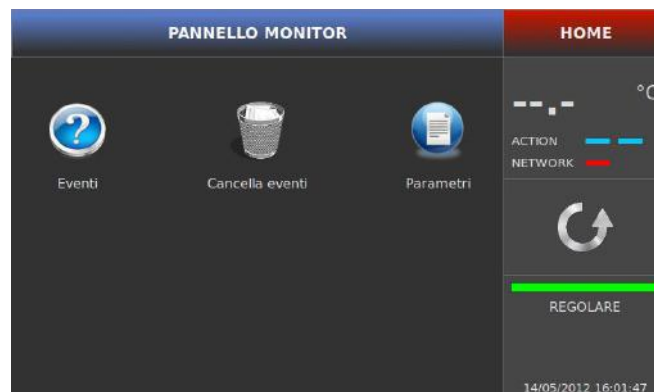 PANNELLO MONITOR
HOME
--.- °C
ACTION
NETWORK
Eventi
Cancella eventi
Parametri
REGOLARE
14/05/2012 16:01:47